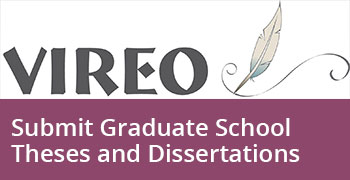 VIREO
Submit Graduate School
Theses and Dissertations